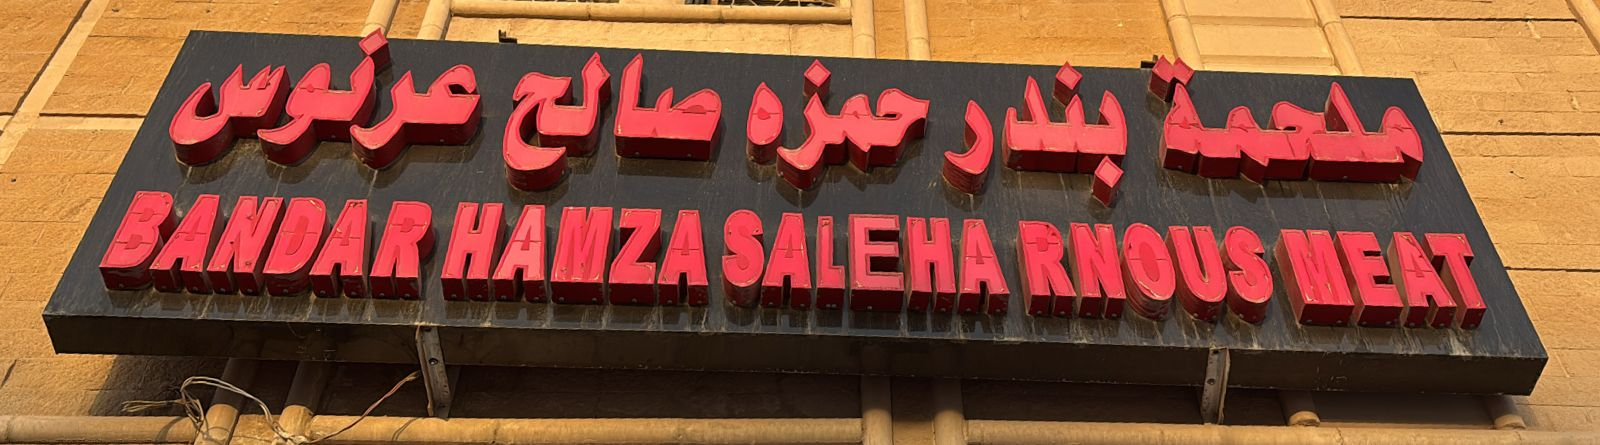 ملحمة بندر حمزه صالح عرنوس
BANDAR HAMZA SALEHA RNOUS MEAT